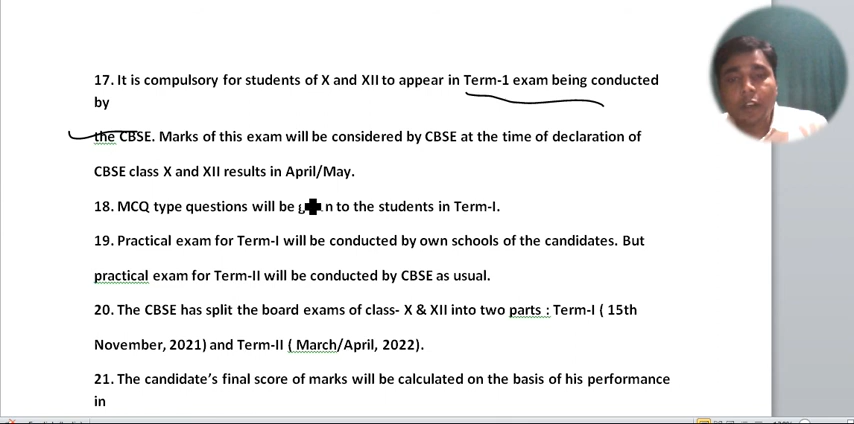 17. It is compulsory for students of X and XII to appear in Term-1 exam being conducted
by
the CBSE. Marks of this exam will be considered by CBSE at the time of declaration of
CBSE class X and XII results in April/May.
18. MCQ type questions will be to the students in Term-I.
19. Practical exam for Term-I will be conducted by own schools of the candidates. But
practical exam for Term-II will be conducted by CBSE as usual.
20. The CBSE has split the board exams of class- X & XII into two parts : Term-I ( 15th
November, 2021) and Term-II ( March/April, 2022).
21. The candidate's final score of marks will be calculated on the basis of his performance
in